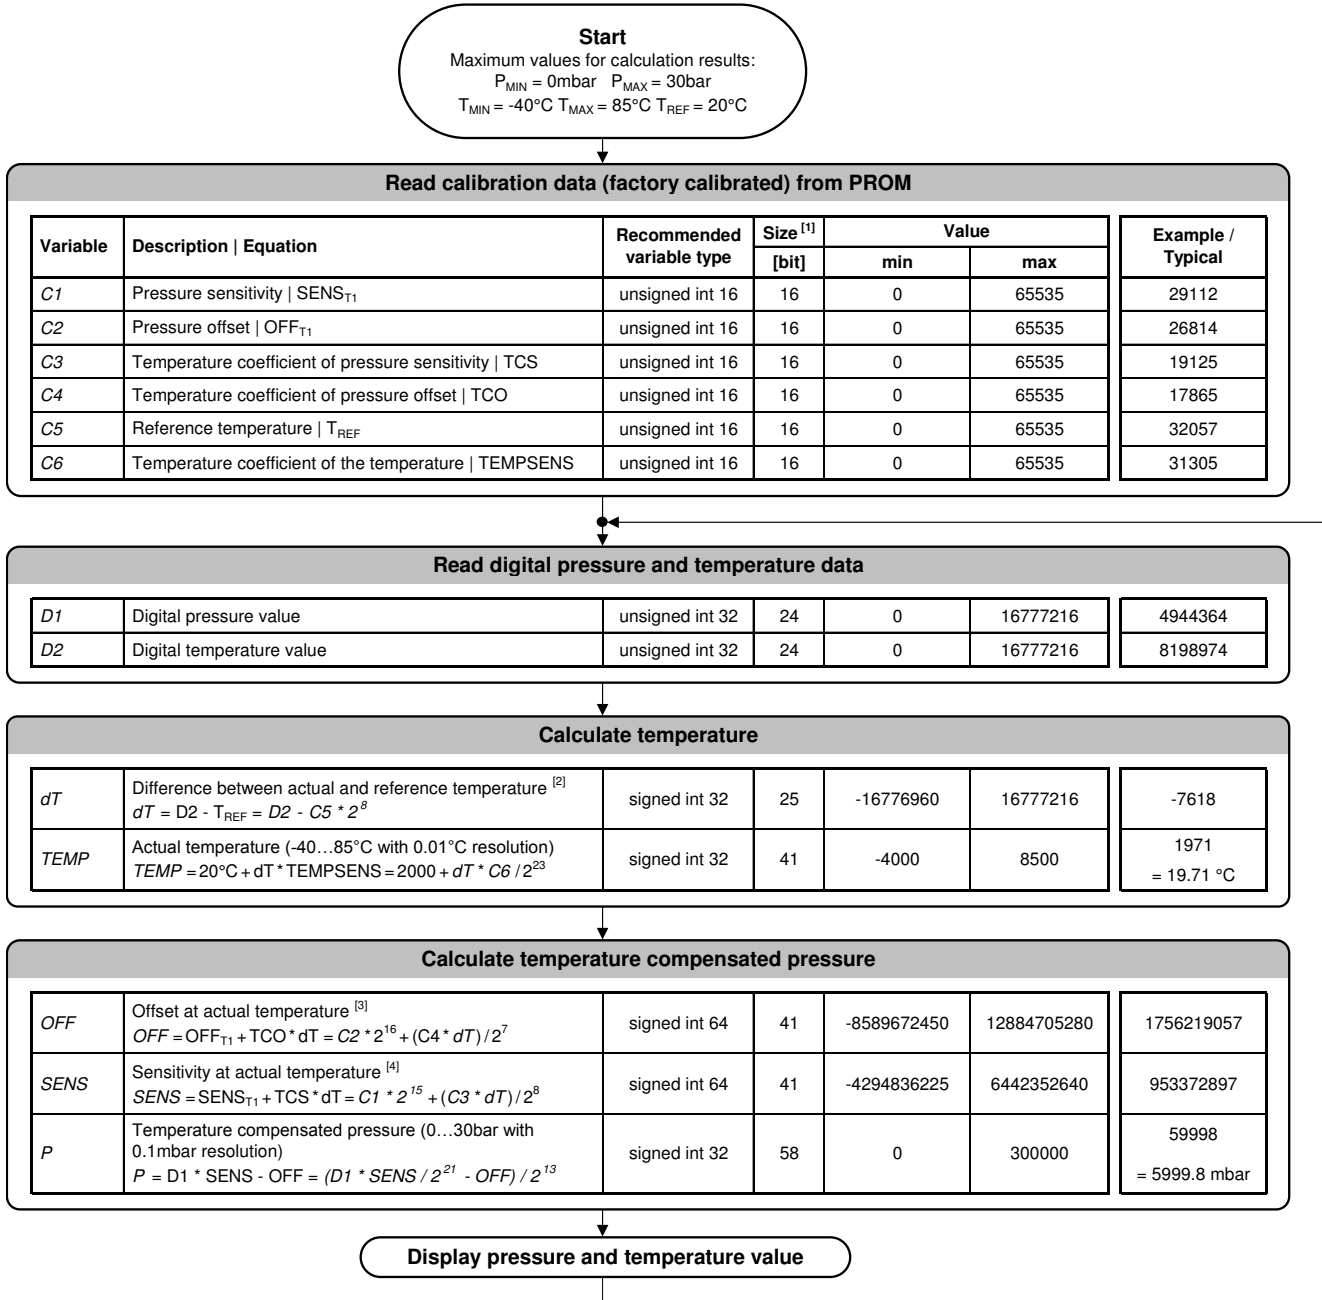 Start
Maximum values for calculation results:
PMIN = 0mbar PMAX = 30bar
TMIN = -40°C TMAX = 85°C TREF = 20°C
Read calibration data (factory calibrated) from PROM
Variable Description | Equation Recommended variable type Size [1] [bit] Value min max Example / Typical
C1 Pressure sensitivity | SENST1 unsigned int 16 16 0 65535 29112
C2 Pressure offset | OFFT1 unsigned int 16 16 0 65535 26814
C3 Temperature coefficient of pressure sensitivity | TCS unsigned int 16 16 0 65535 19125
C4 Temperature coefficient of pressure offset | TCO unsigned int 16 16 0 65535 17865
C5 Reference temperature | TREF unsigned int 16 16 0 65535 32057
C6 Temperature coefficient of the temperature | TEMPSENS unsigned int 16 16 0 65535 31305
Read digital pressure and temperature data
D1 Digital pressure value unsigned int 32 24 0 16777216 4944364
D2 Digital temperature value unsigned int 32 24 0 16777216 8198974
Calculate temperature
dT Difference between actual and reference temperature [2]
dT = D2 - TREF = D2 - C5 * 2^8 signed int 32 25 -16776960 16777216 -7618
TEMP Actual temperature (-40…85°C with 0.01°C resolution)
TEMP = 20°C + dT * TEMPSENS = 2000 + dT * C6 / 2^23 signed int 32 41 -4000 8500 1971
= 19.71 °C
Calculate temperature compensated pressure
OFF Offset at actual temperature [3]
OFF = OFFT1 + TCO * dT = C2 * 2^16 + (C4 * dT) / 2^7 signed int 64 41 -8589672450 12884705280 1756219057
SENS Sensitivity at actual temperature [4]
SENS = SENST1 + TCS * dT = C1 * 2^15 + (C3 * dT) / 2^8 signed int 64 41 -4294836225 6442352640 953372897
P Temperature compensated pressure (0…30bar with
0.1mbar resolution)
P = D1 * SENS - OFF = (D1 * SENS / 2^21 - OFF) / 2^13 signed int 32 58 0 300000 59998
= 5999.8 mbar
Display pressure and temperature value